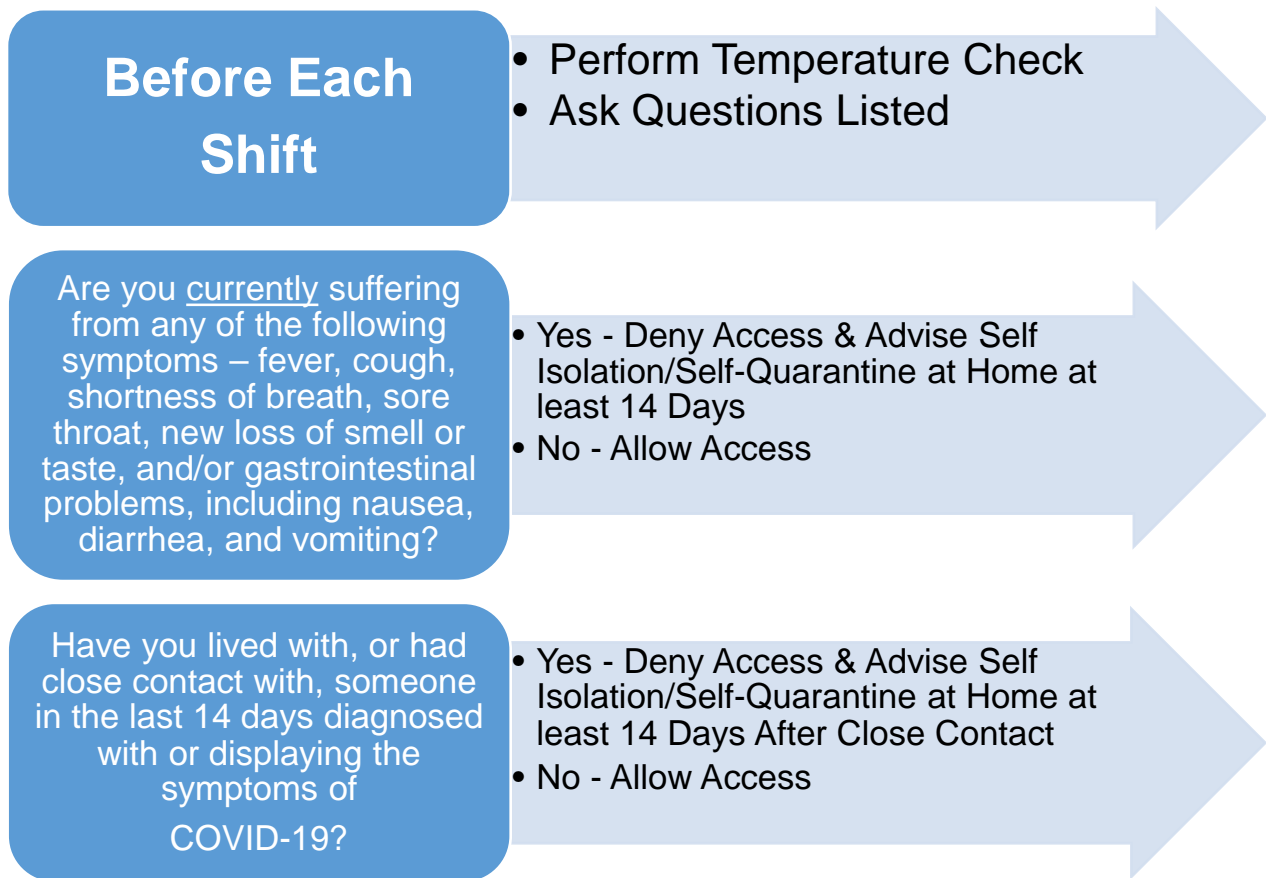 Before Each
Shift
• Perform Temperature Check
• Ask Questions Listed
Are you currently suffering
from any of the following
symptoms – fever, cough,
shortness of breath, sore
throat, new loss of smell or
taste, and/or gastrointestinal
problems, including nausea,
diarrhea, and vomiting?
• Yes - Deny Access & Advise Self
Isolation/Self-Quarantine at Home at
least 14 Days
• No - Allow Access
Have you lived with, or had
close contact with, someone
in the last 14 days diagnosed
with or displaying the
symptoms of
COVID-19?
• Yes - Deny Access & Advise Self
Isolation/Self-Quarantine at Home at
least 14 Days After Close Contact
• No - Allow Access